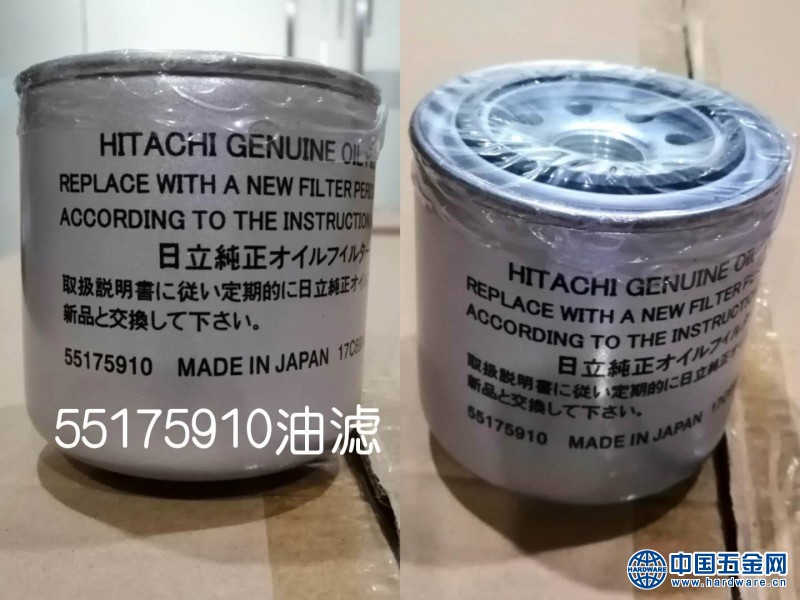 HITACHI GENUINE OIL
REPLACE WITH A NEW FILTER
ACCORDING TO THE INSTRUCTION
日立純正オイルフィルター
取扱説明書に従い定期的に日立純正オイ
新品と交換して下さい。
55175910 MADE IN JAPAN
55175910油滤
HITACHI GENUINE
REPLACE WITH A NEW FILTER
ACCORDING TO THE INSTRUCTION
日立純正オイルフィルター
取扱説明書に従い定期的に日立純正オイ
新品と交換して下さい。
55175910 MADE IN JAPAN
HARDWARE
中国五金网
www.hardware.com.cn